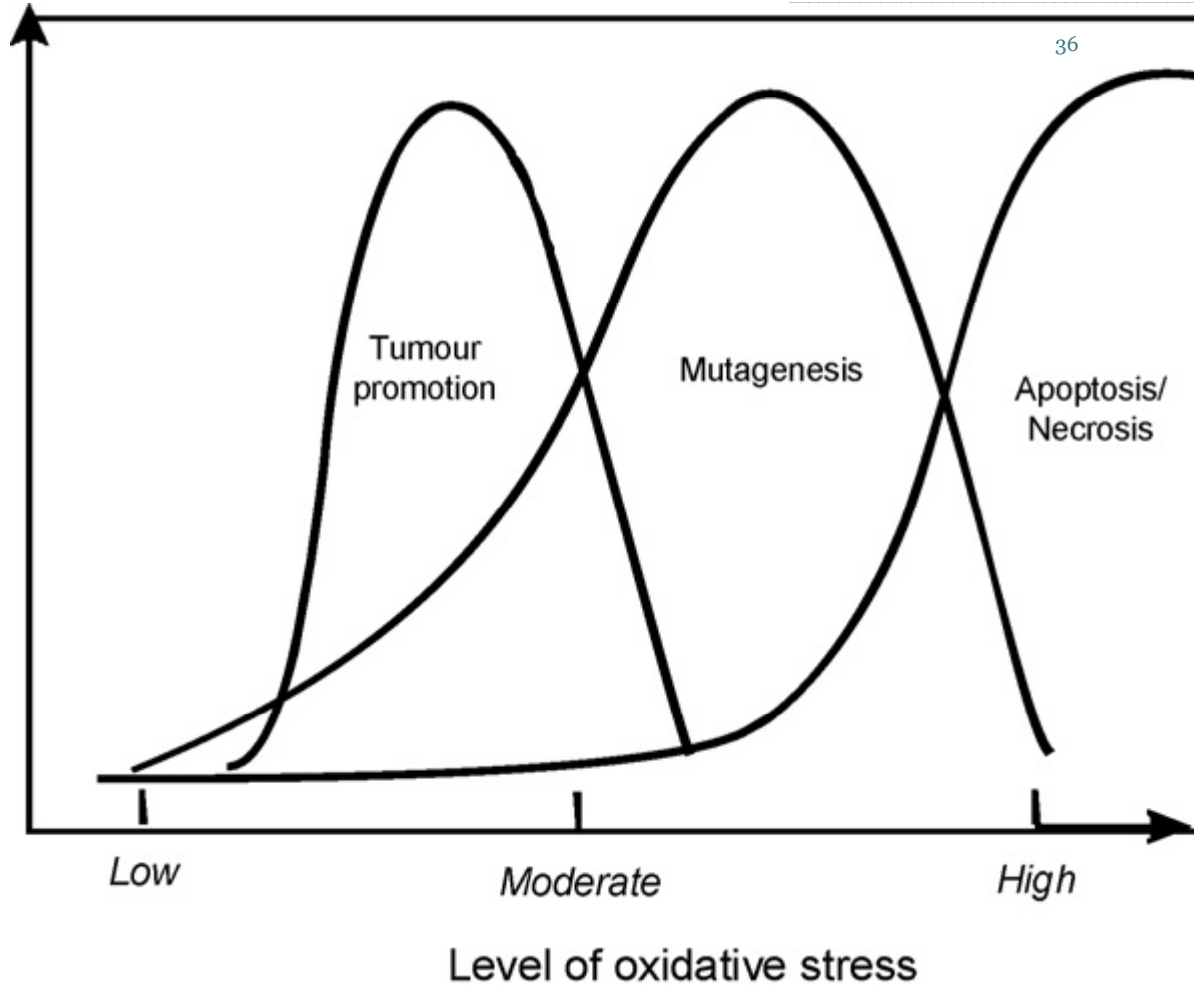 36
Tumour
promotion
Mutagenesis
Apoptosis/
Necrosis
Low
Moderate
High
Level of oxidative stress